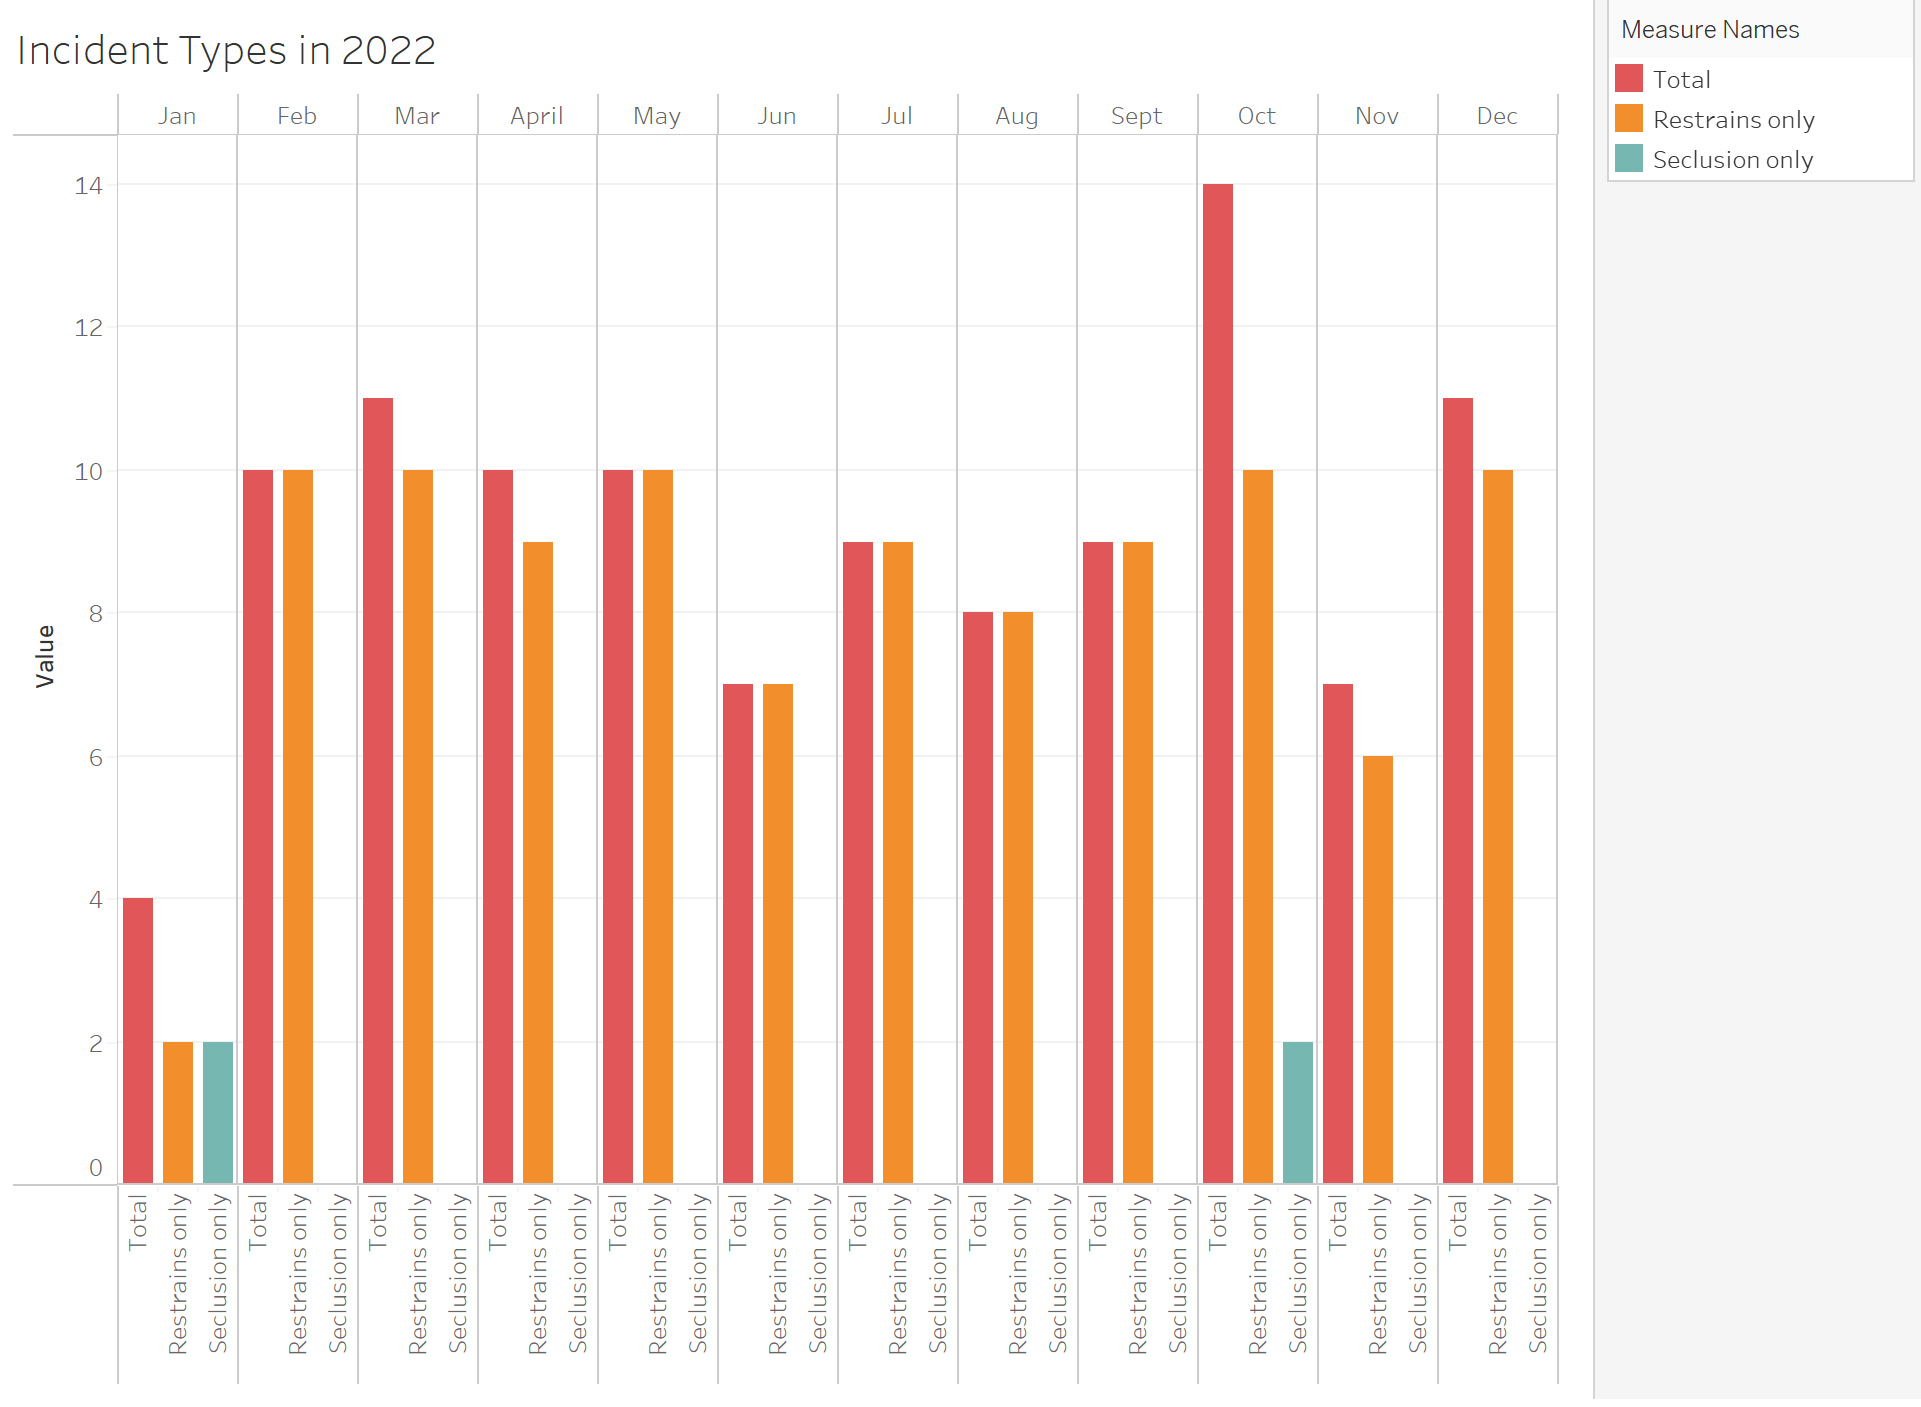 Incident Types in 2022
Jan Feb Mar April May Jun Jul Aug Sept Oct Nov Dec
14
12
10
8
6
4
2
0
Value
Total Restrains only Seclusion only Total Restrains only Seclusion only Total Restrains only Seclusion only Total Restrains only Seclusion only Total Restrains only Seclusion only Total Restrains only Seclusion only Total Restrains only Seclusion only Total Restrains only Seclusion only Total Restrains only Seclusion only Total Restrains only Seclusion only Total Restrains only Seclusion only Total Restrains only Seclusion only
Measure Names
Total
Restrains only
Seclusion only